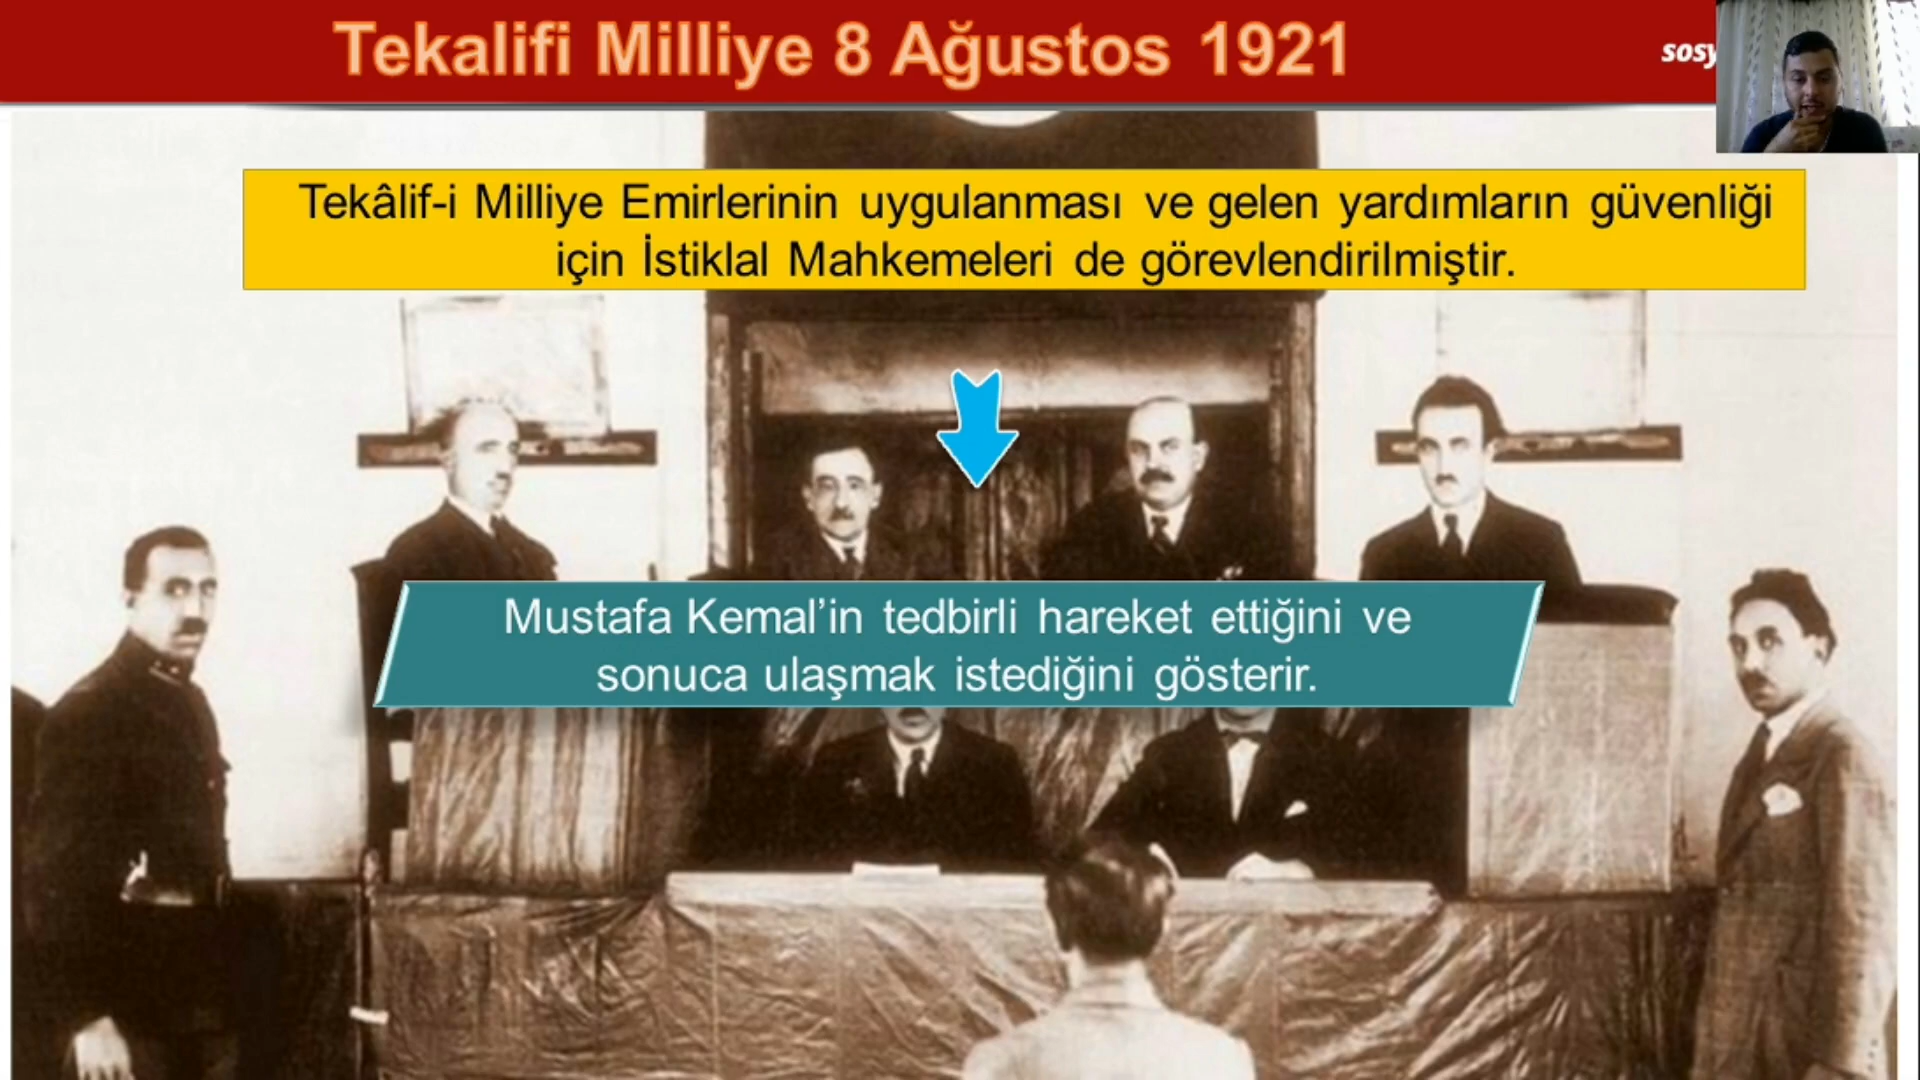 Tekalifi Milliye 8 Ağustos 1921
Tekâlif-i Milliye Emirlerinin uygulanması ve gelen yardımların güvenliği
için İstiklal Mahkemeleri de görevlendirilmiştir.
Mustafa Kemal’in tedbirli hareket ettiğini ve
sonuca ulaşmak istediğini gösterir.